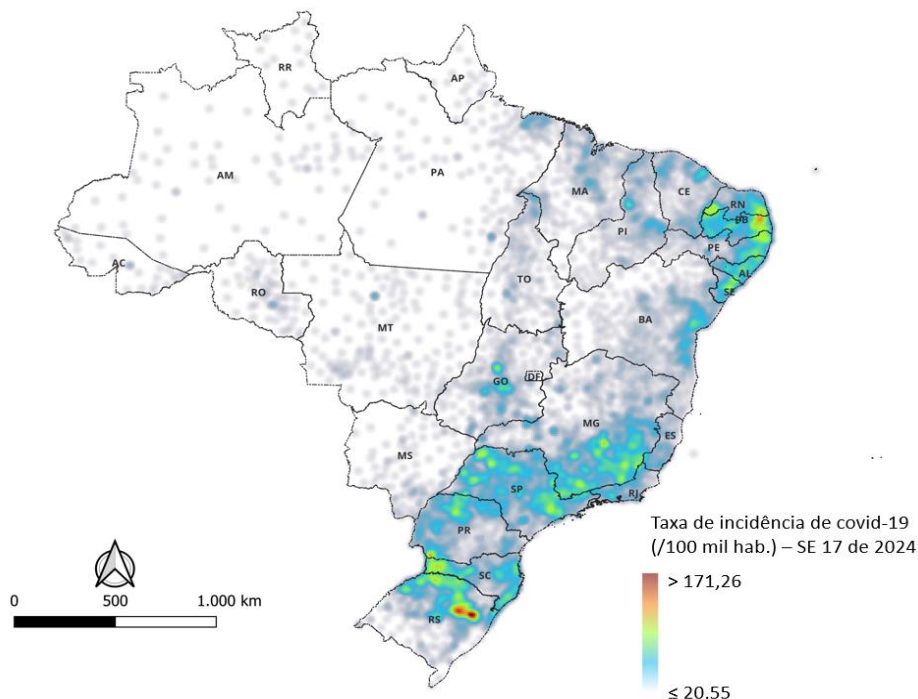 RR
AP
AM
PA
MA
CE
RN
PB
PI
PE
AC
AL
TO
SE
RO
BA
MT
DF
GO
MG
ES
MS
SP
RJ
PR
SC
RS
Taxa de incidência de covid-19
(/100 mil hab.) – SE 17 de 2024
> 171,26
≤ 20,55
0 500 1.000 km